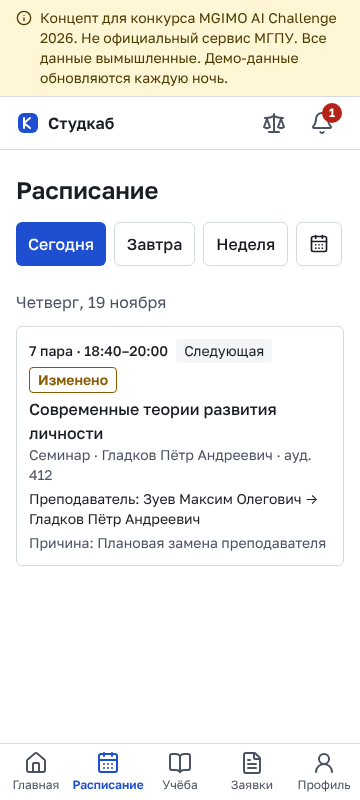 Концепт для конкурса MGIMO AI Challenge
2026. Не официальный сервис МГПУ. Все
данные вымышленные. Демо-данные
обновляются каждую ночь.
Студкаб
1
Расписание
Сегодня
Завтра
Неделя
Четверг, 19 ноября
7 пара · 18:40–20:00
Следующая
Изменено
Современные теории развития
личности
Семинар · Гладков Пётр Андреевич · ауд.
412
Преподаватель: Зуев Максим Олегович →
Гладков Пётр Андреевич
Причина: Плановая замена преподавателя
Главная
Расписание
Учёба
Заявки
Профиль